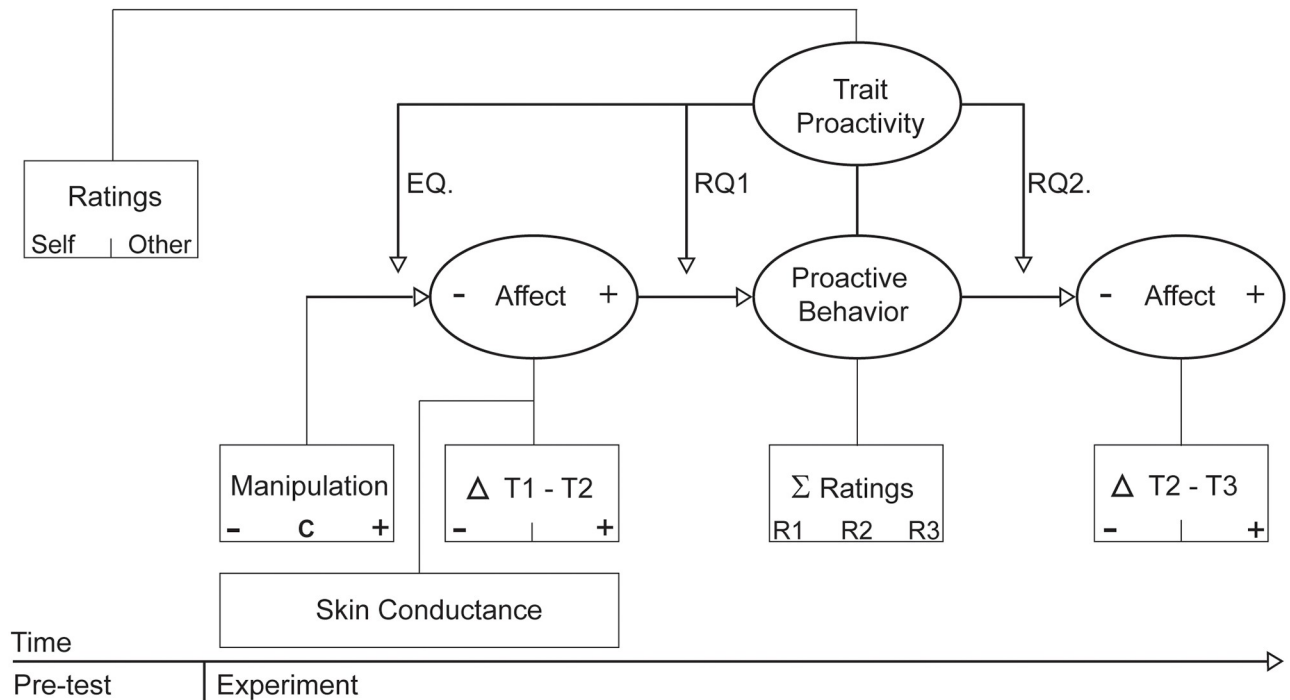 Trait
Proactivity
Ratings
Self Other
EQ.
RQ1
RQ2.
- Affect +
Proactive
Behavior
- Affect +
Manipulation
- C +
Δ T1 - T2
- +
Σ Ratings
R1 R2 R3
Δ T2 - T3
- +
Skin Conductance
Time
Pre-test
Experiment